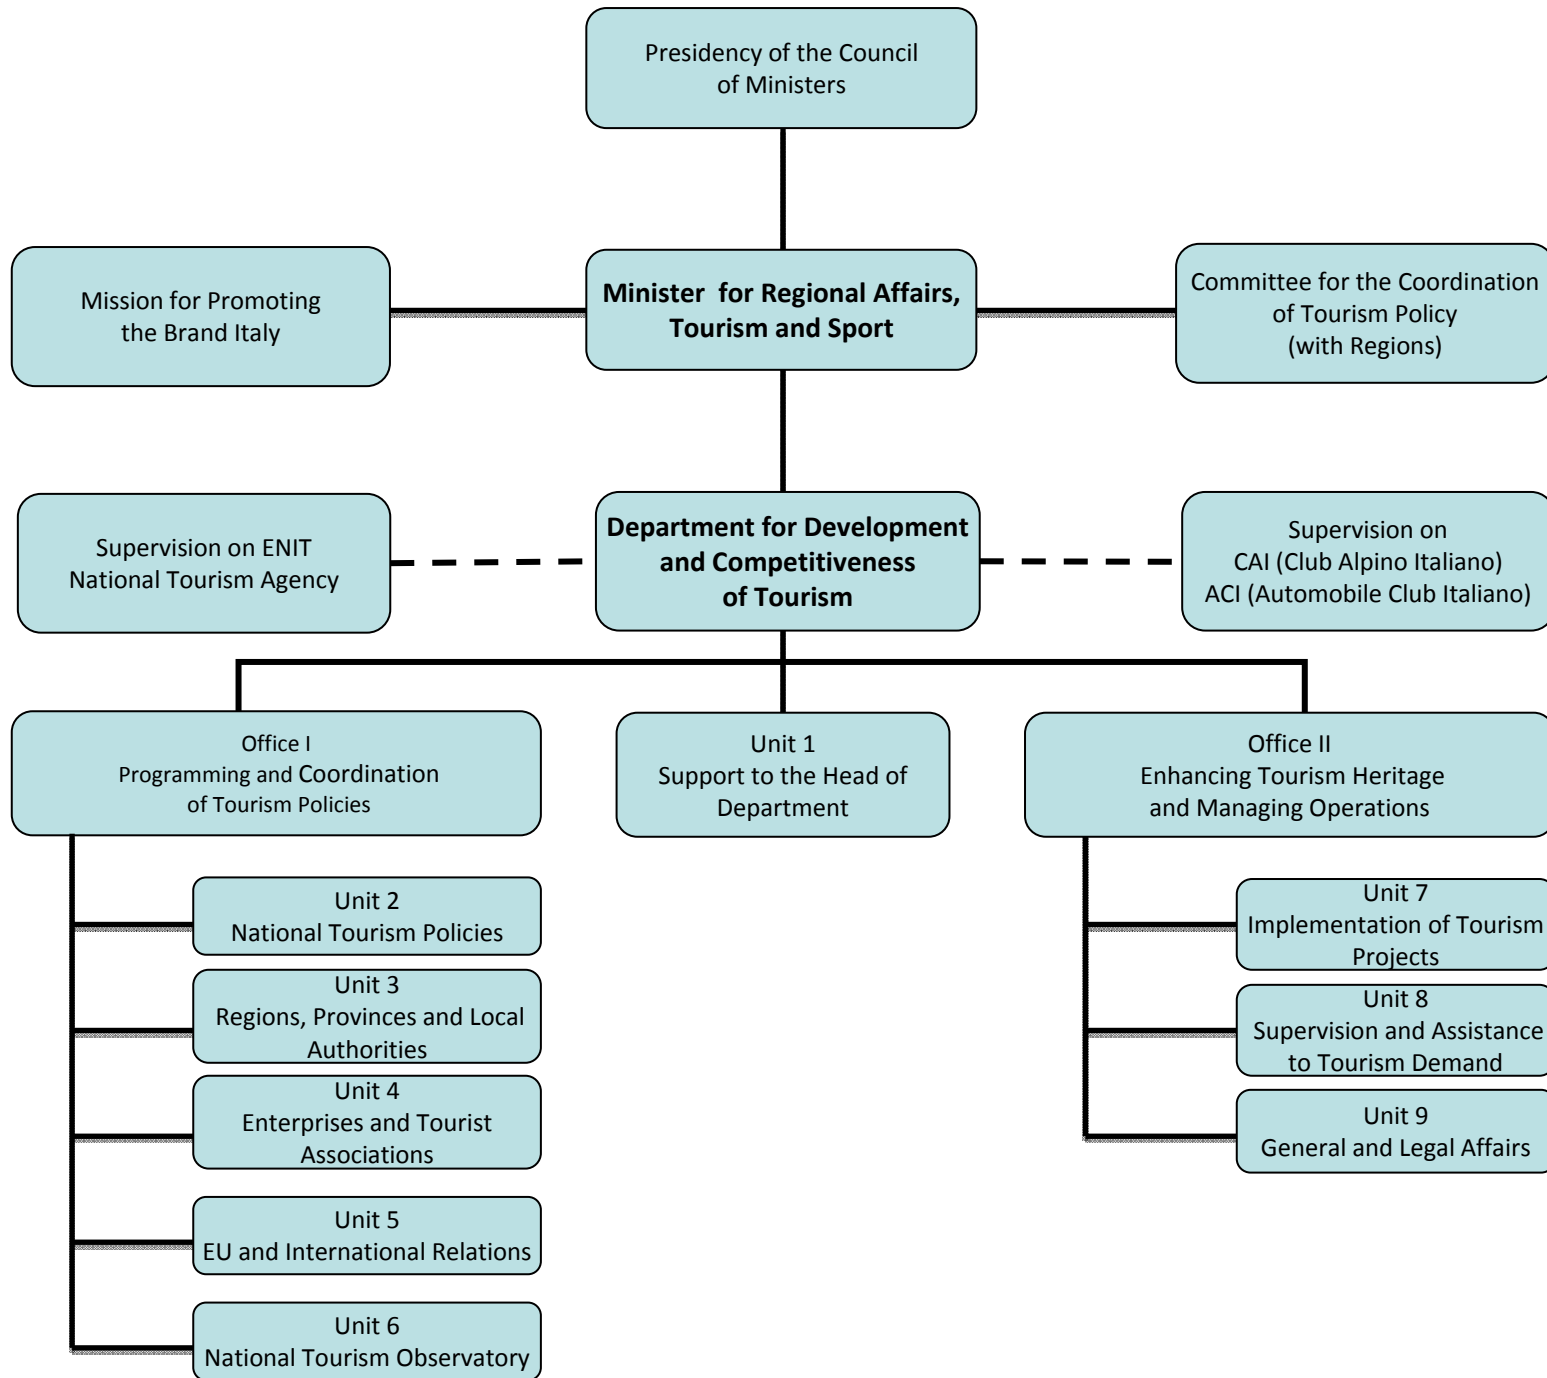 Presidency of the Council
of Ministers
Mission for Promoting
the Brand Italy
Minister for Regional Affairs,
Tourism and Sport
Committee for the Coordination
of Tourism Policy
(with Regions)
Supervision on ENIT
National Tourism Agency
Department for Development
and Competitiveness
of Tourism
Supervision on
CAI (Club Alpino Italiano)
ACI (Automobile Club Italiano)
Office I
Programming and Coordination
of Tourism Policies
Unit 1
Support to the Head of
Department
Office II
Enhancing Tourism Heritage
and Managing Operations
Unit 2
National Tourism Policies
Unit 3
Regions, Provinces and Local
Authorities
Unit 4
Enterprises and Tourist
Associations
Unit 5
EU and International Relations
Unit 6
National Tourism Observatory
Unit 7
Implementation of Tourism
Projects
Unit 8
Supervision and Assistance
to Tourism Demand
Unit 9
General and Legal Affairs